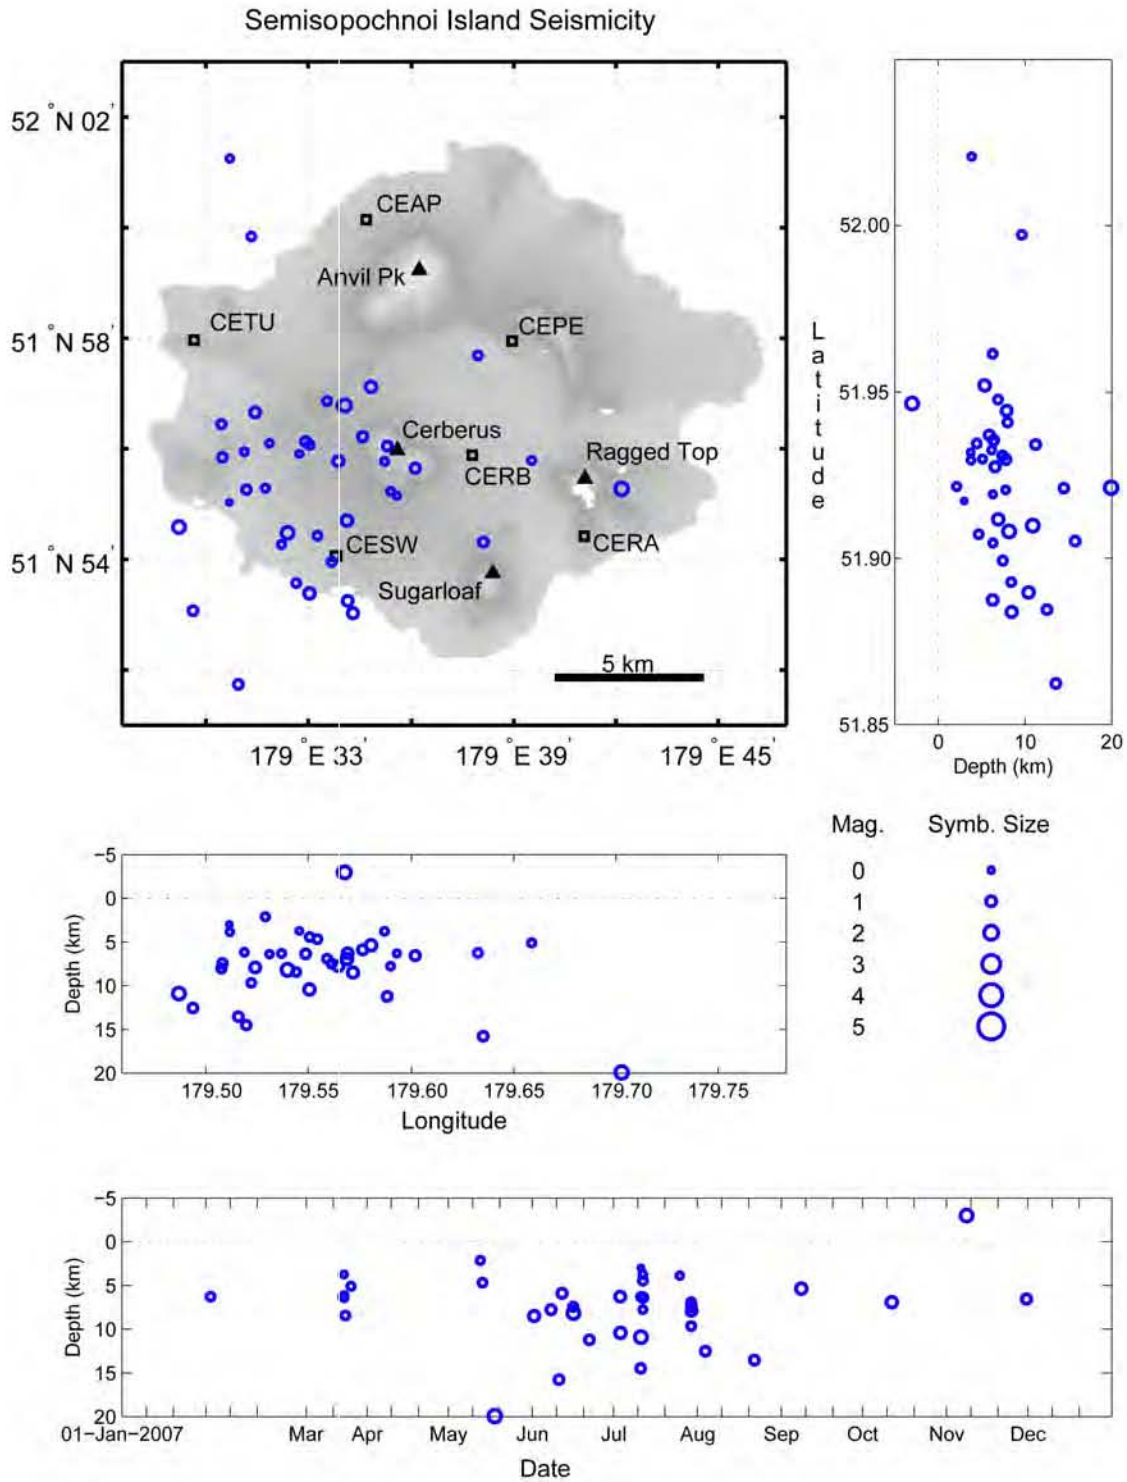 Semisopochnoi Island Seismicity
52 °N 02'
51 °N 58'
51 °N 54'
CEAP
Anvil Pk
CETU
CEPE
Cerberus
CERB
Ragged Top
CESW
CERA
Sugarloaf
5 km
179 °E 33'
179 °E 39'
179 °E 45'
Latitude
52.00
51.95
51.90
51.85
0
10
20
Depth (km)
Mag.
Symb. Size
0
1
2
3
4
5
−5
0
5
10
15
20
Depth (km)
179.50
179.55
179.60
179.65
179.70
179.75
Longitude
−5
0
5
10
15
20
Depth (km)
01−Jan−2007
Mar
Apr
May
Jun
Jul
Aug
Sep
Oct
Nov
Dec
Date